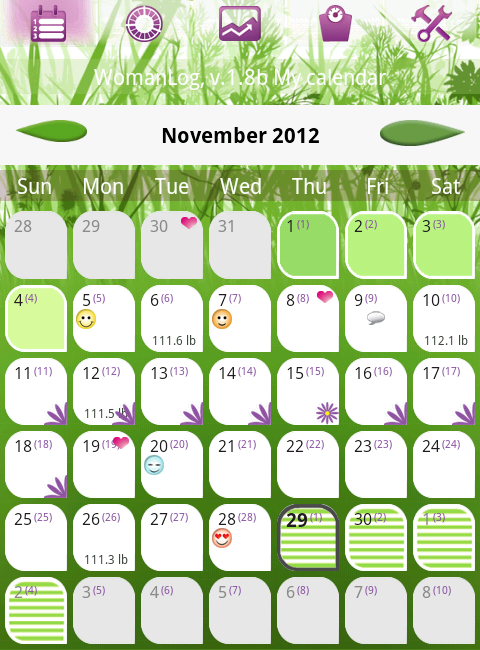 WomanLog, v.1.8b My calendar
November 2012
Sun Mon Tue Wed Thu Fri Sat
28 29 30 31 1 (1) 2 (2) 3 (3)
4 (4) 5 (5) 6 (6) 7 (7) 8 (8) 9 (9) 10 (10)
111.6 lb 112.1 lb
11 (11) 12 (12) 13 (13) 14 (14) 15 (15) 16 (16) 17 (17)
111.5 lb
18 (18) 19 (19) 20 (20) 21 (21) 22 (22) 23 (23) 24 (24)
25 (25) 26 (26) 27 (27) 28 (28) 29 (1) 30 (2) 1 (3)
111.3 lb
2 (4) 3 (5) 4 (6) 5 (7) 6 (8) 7 (9) 8 (10)